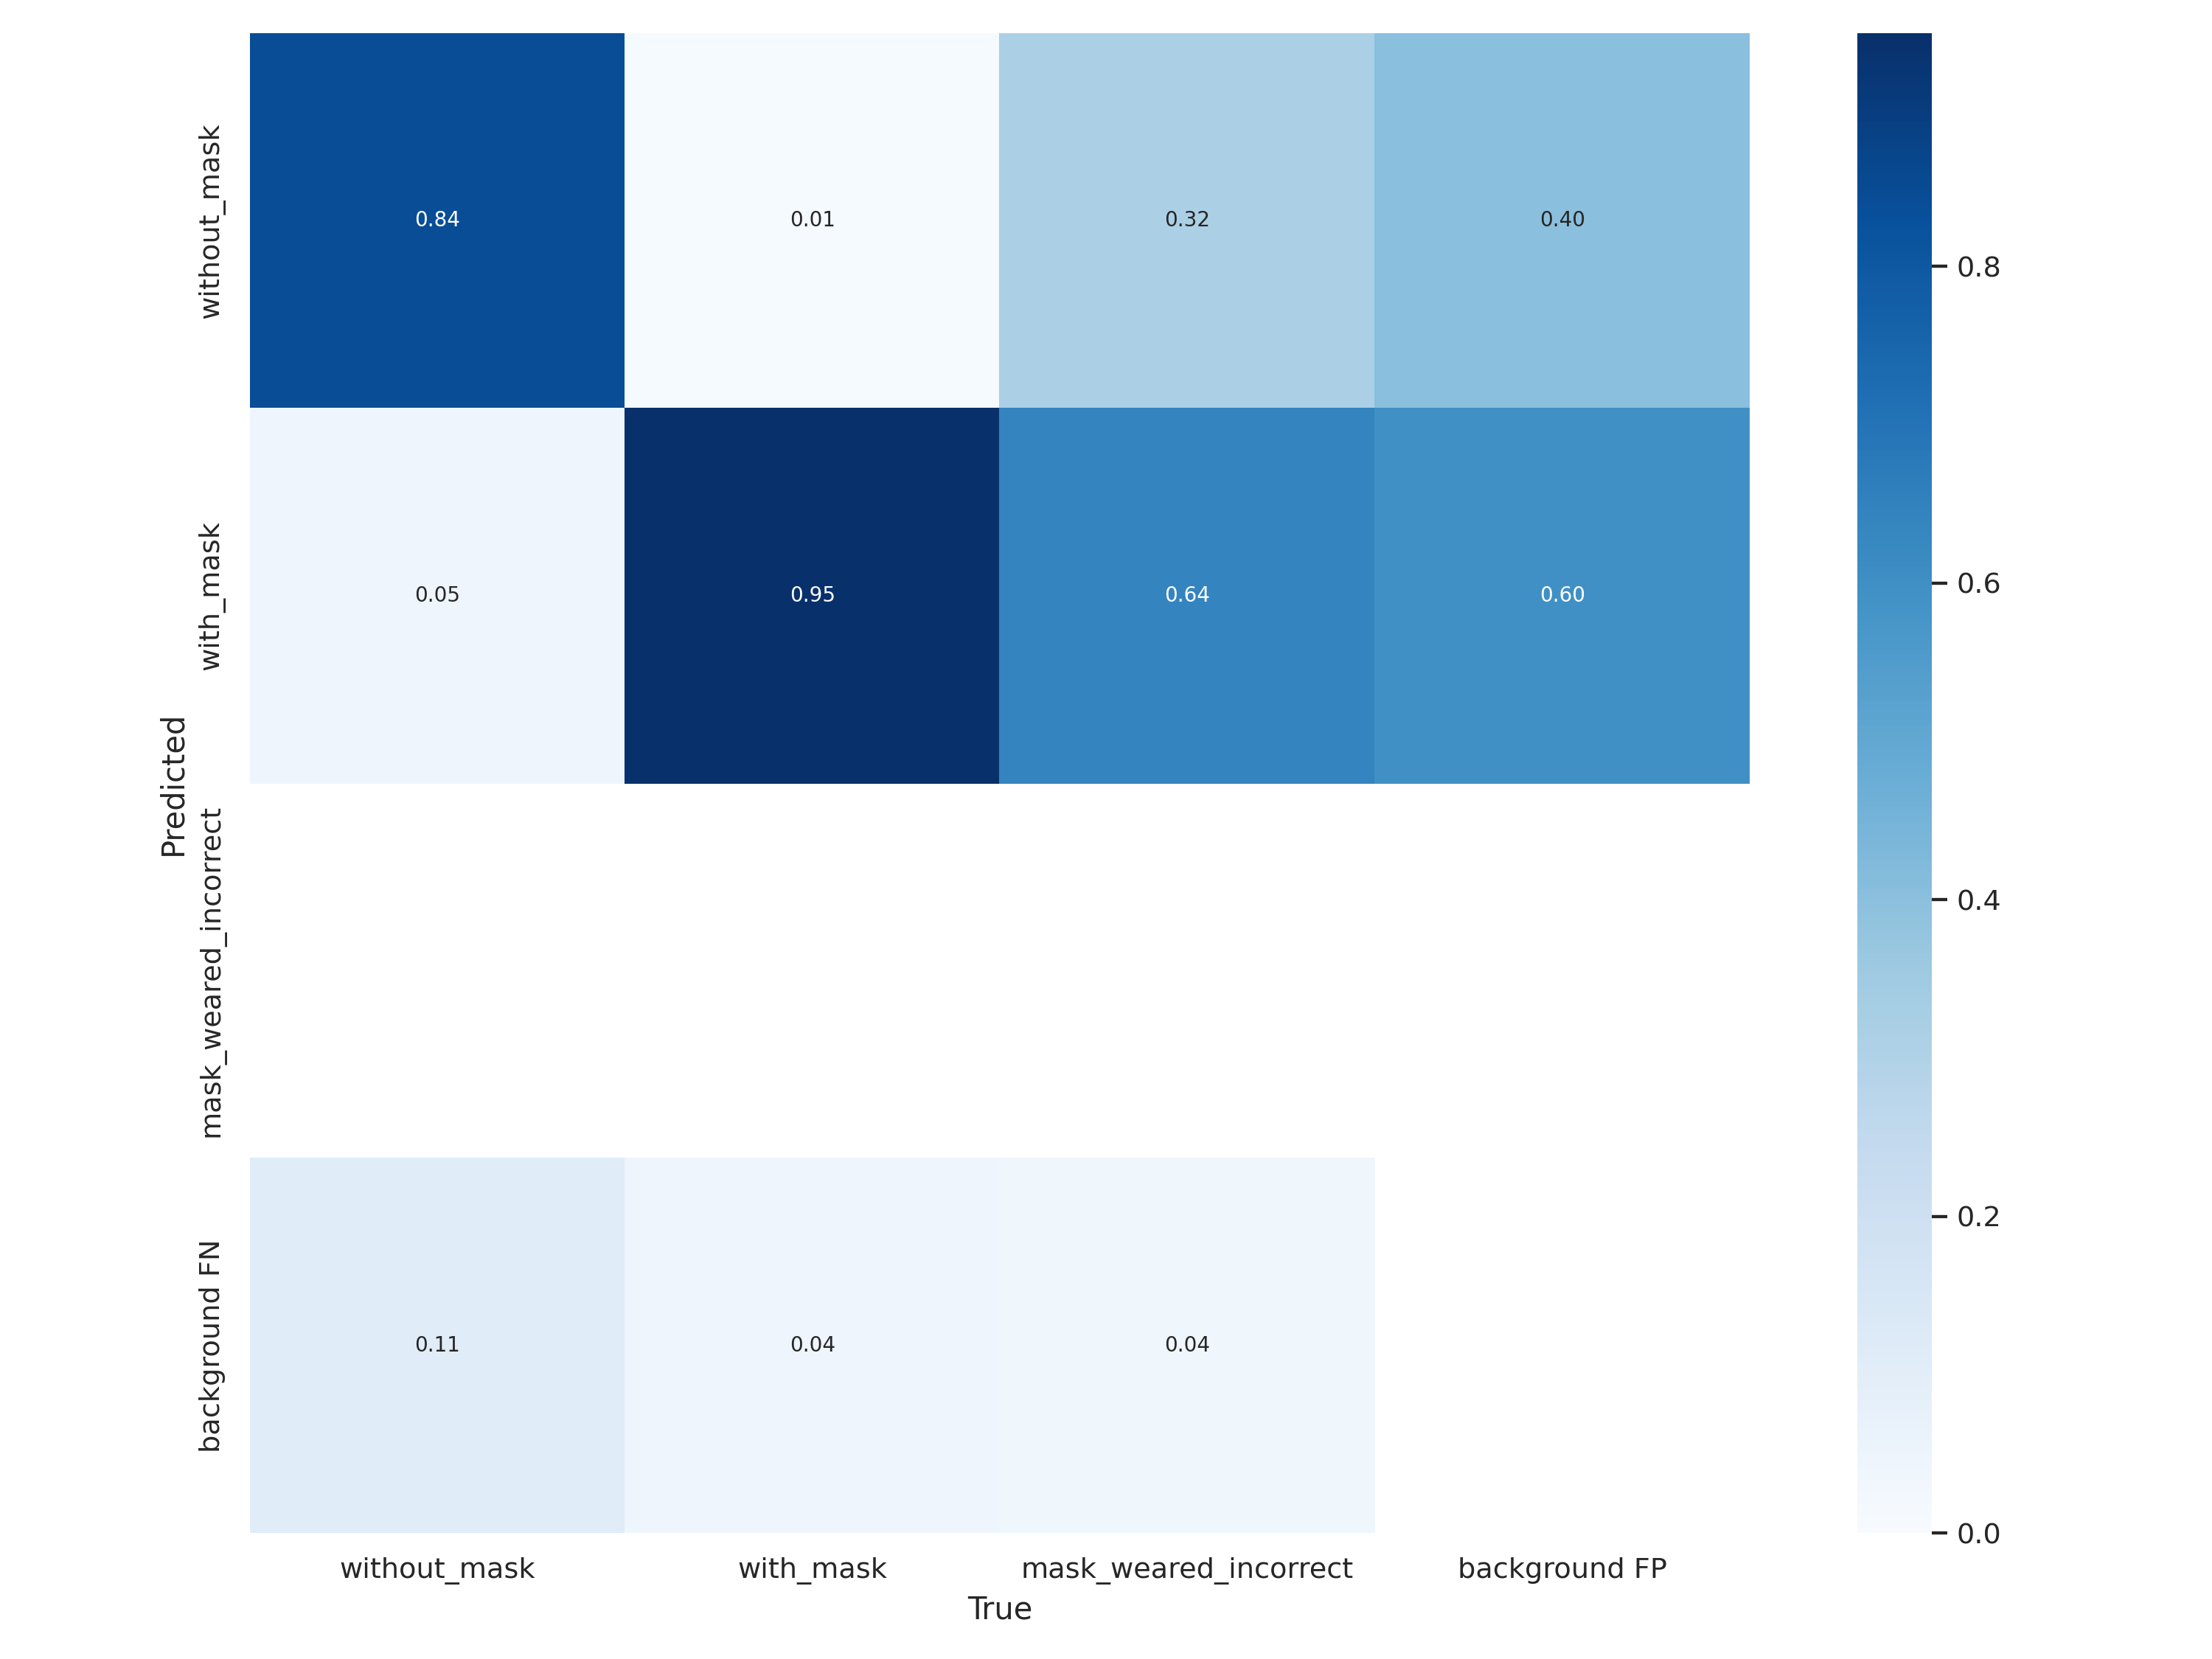 without_mask
0.84
0.01
0.32
0.40
with_mask
0.05
0.95
0.64
0.60
Predicted
mask_weared_incorrect
background FN
0.11
0.04
0.04
without_mask
with_mask
mask_weared_incorrect
background FP
True
0.8
0.6
0.4
0.2
0.0